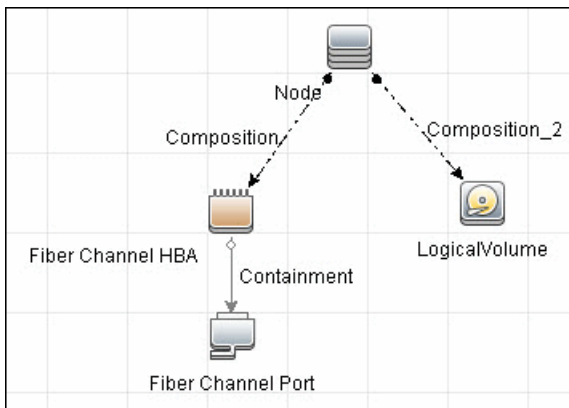 Node
Composition
Composition_2
Fiber Channel HBA
LogicalVolume
Containment
Fiber Channel Port